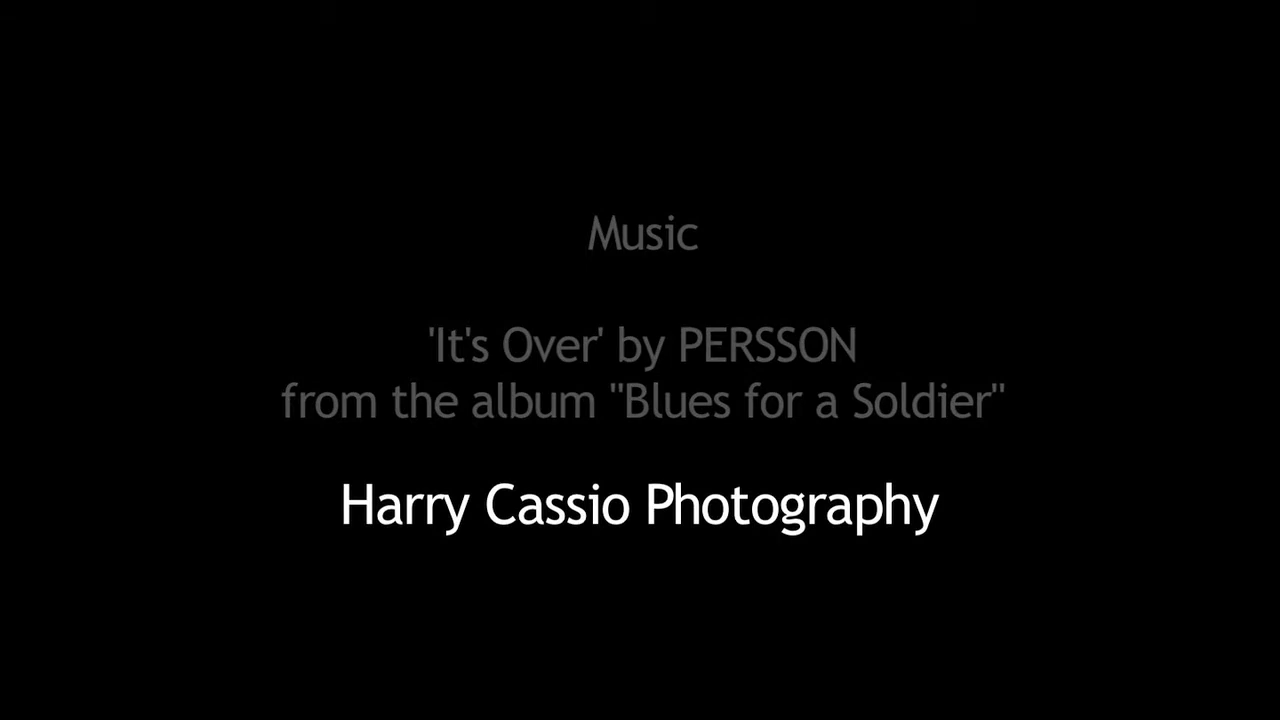 Music
'It's Over' by PERSSON
from the album "Blues for a Soldier"
Harry Cassio Photography